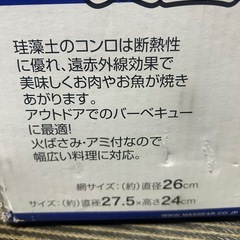 珪藻土のコンロは断熱性
に優れ、遠赤外線効果で
美味しくお肉やお魚が焼き
あがります。
アウトドアでのバーベキュー
に最適!
火ばさみ・アミ付なので
幅広い料理に対応。
網サイズ:(約)直径26cm
サイズ:(約)直径27.5×高さ24cm